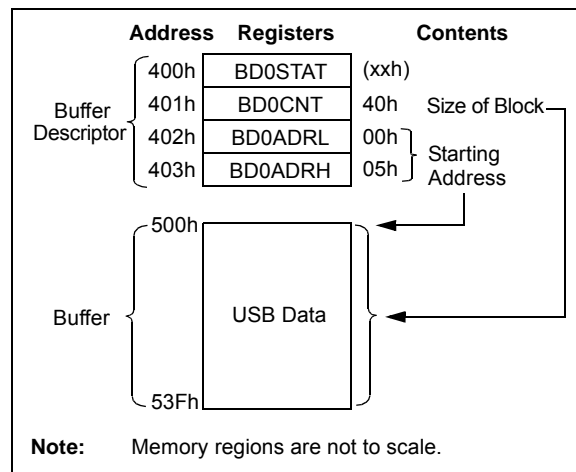 Address Registers Contents
400h BD0STAT (xxh)
401h BD0CNT 40h Size of Block
Buffer
Descriptor
402h BD0ADRL 00h
403h BD0ADRH 05h
Starting
Address
500h
Buffer USB Data
53Fh
Note: Memory regions are not to scale.